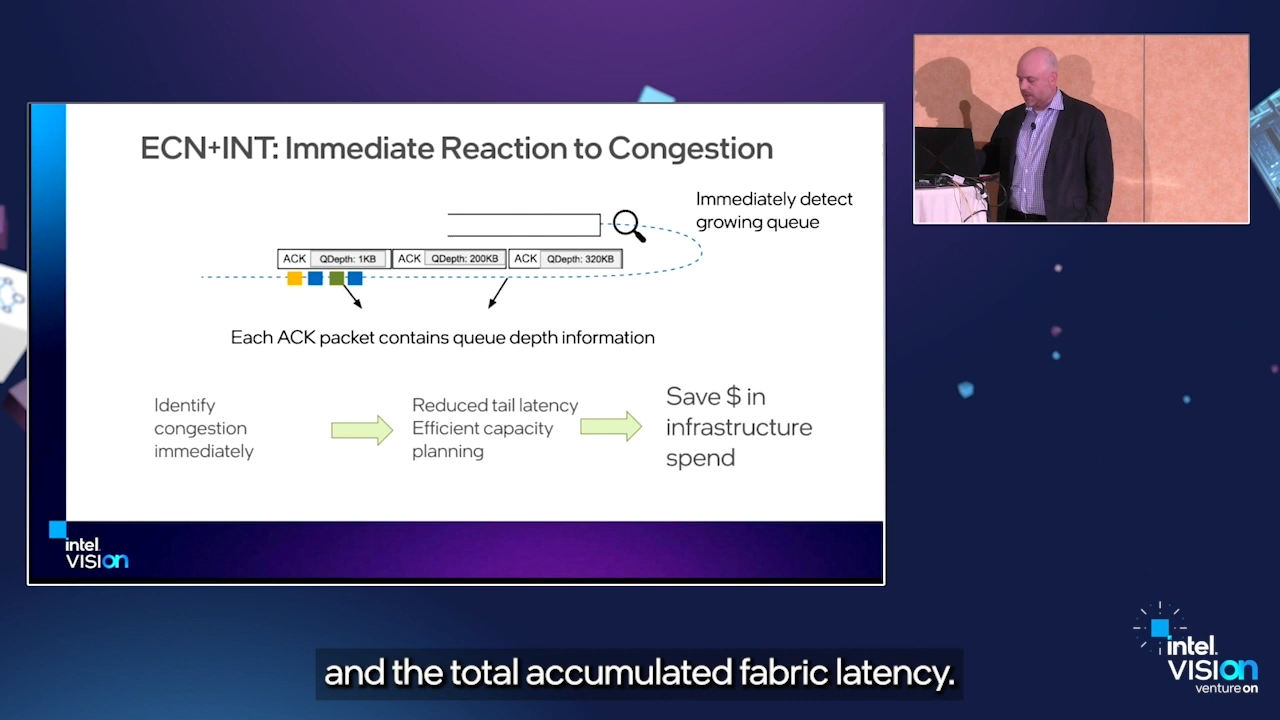 ECN+INT: Immediate Reaction to Congestion
Immediately detect
growing queue
ACK QDepth: 1KB ACK QDepth: 200KB ACK QDepth: 320KB
Each ACK packet contains queue depth information
Identify
congestion
immediately
Reduced tail latency
Efficient capacity
planning
Save $ in
infrastructure
spend
intel.
VISION
and the total accumulated fabric latency.
intel.
VISION
venture on